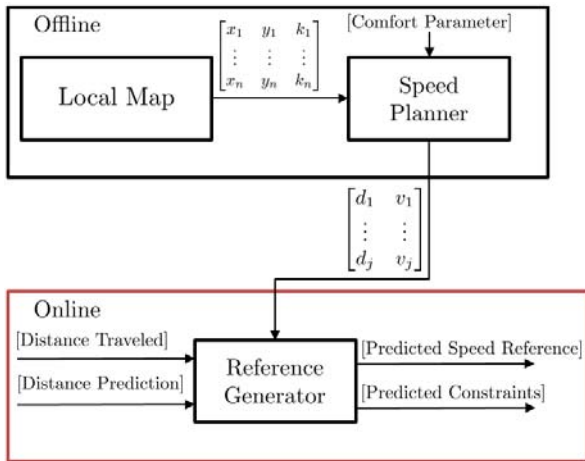 Offline
[Comfort Parameter]
x₁ y₁ k₁
⋮ ⋮ ⋮
xₙ yₙ kₙ
Local Map
Speed
Planner
d₁ v₁
⋮ ⋮
dⱼ vⱼ
Online
[Distance Traveled]
[Distance Prediction]
Reference
Generator
[Predicted Speed Reference]
[Predicted Constraints]